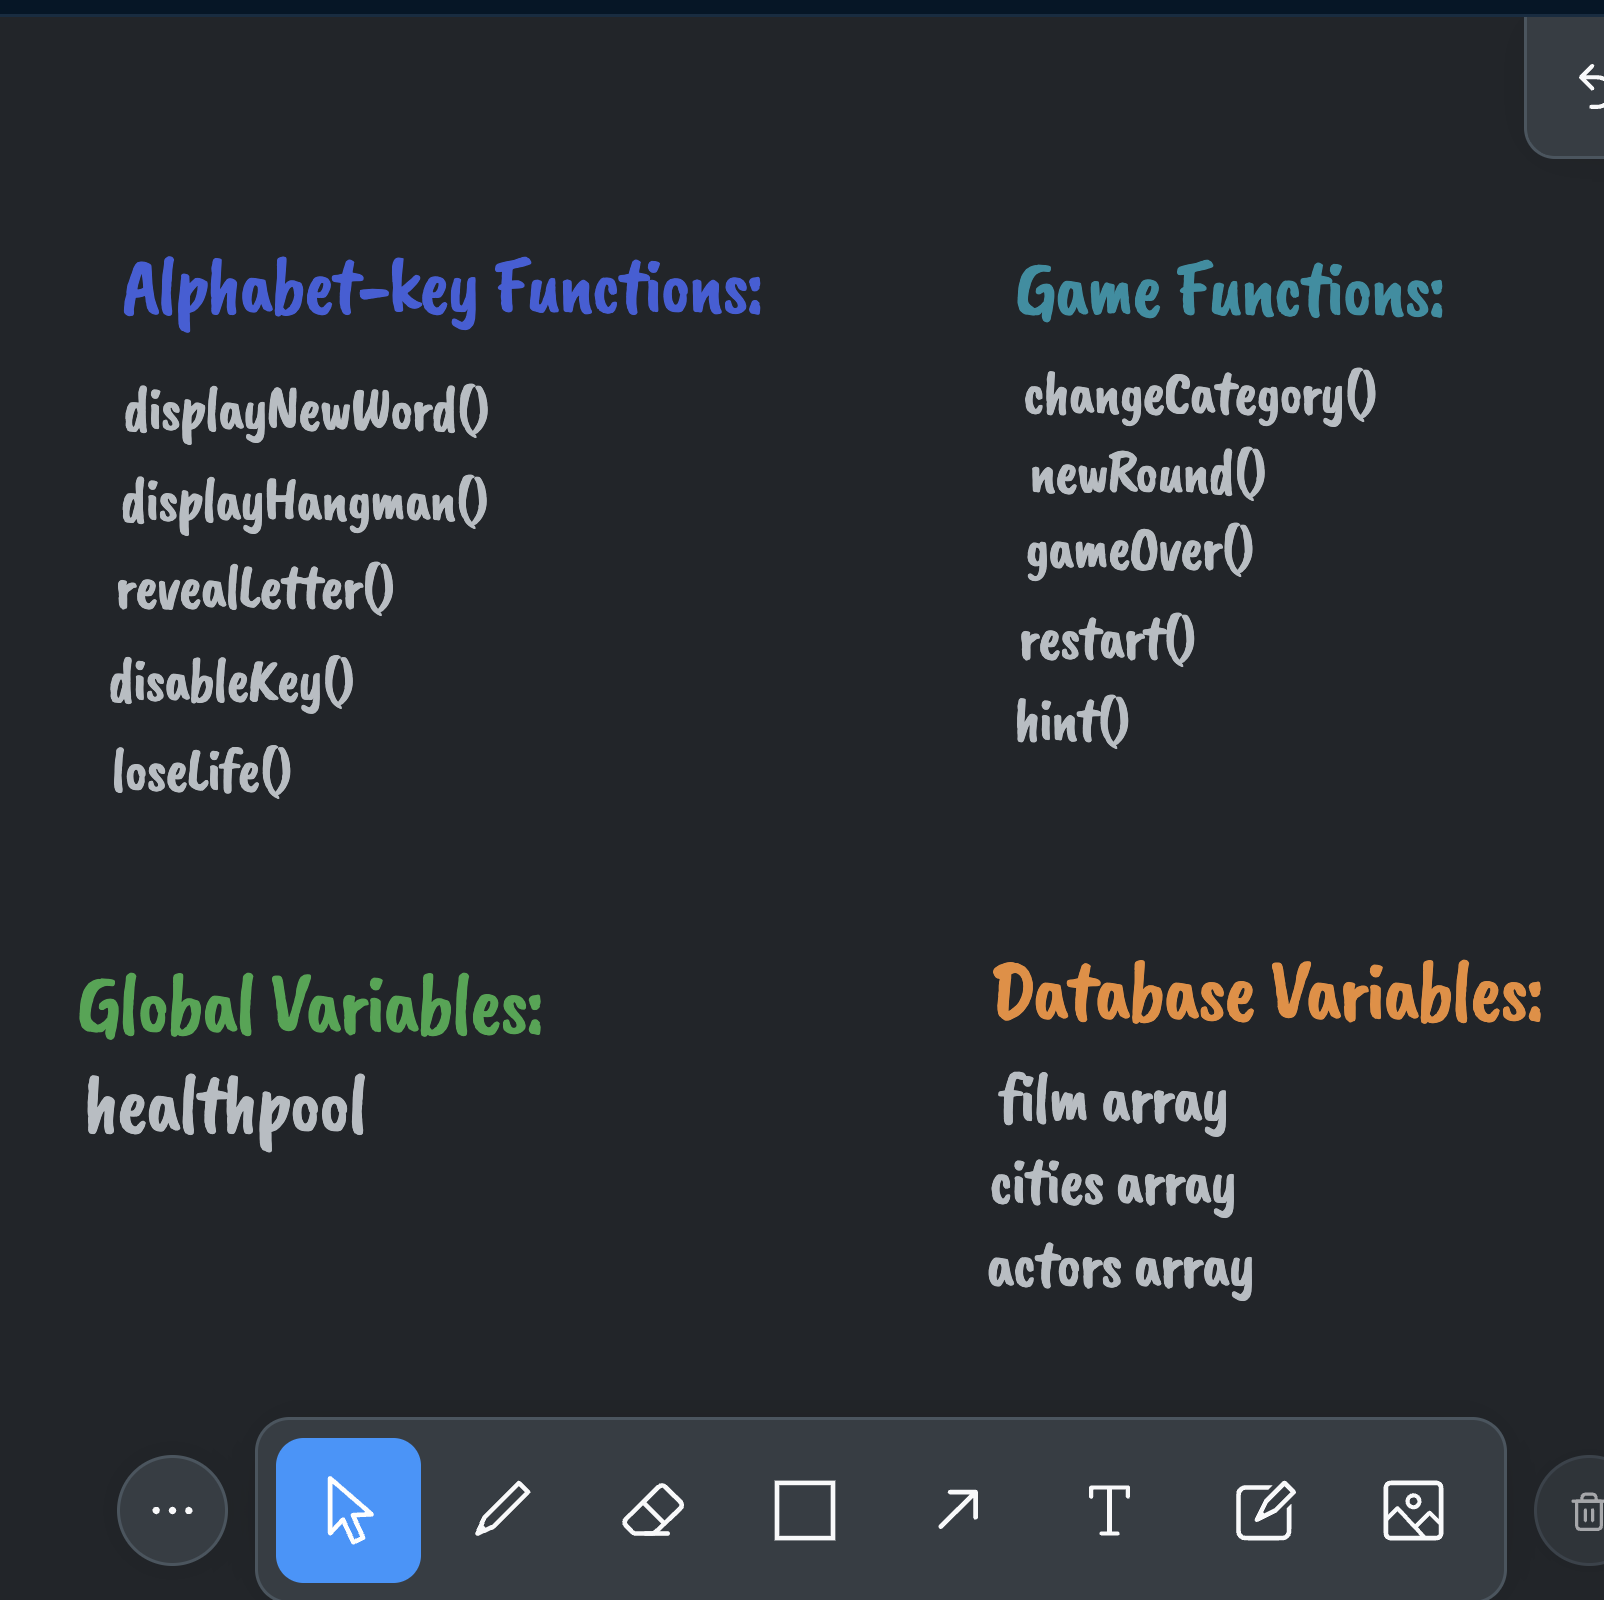 Alphabet-key Functions:
displayNewWord()
displayHangman()
revealLetter()
disableKey()
loseLife()
Game Functions:
changeCategory()
newRound()
gameOver()
restart()
hint()
Global Variables:
healthpool
Database Variables:
film array
cities array
actors array
T